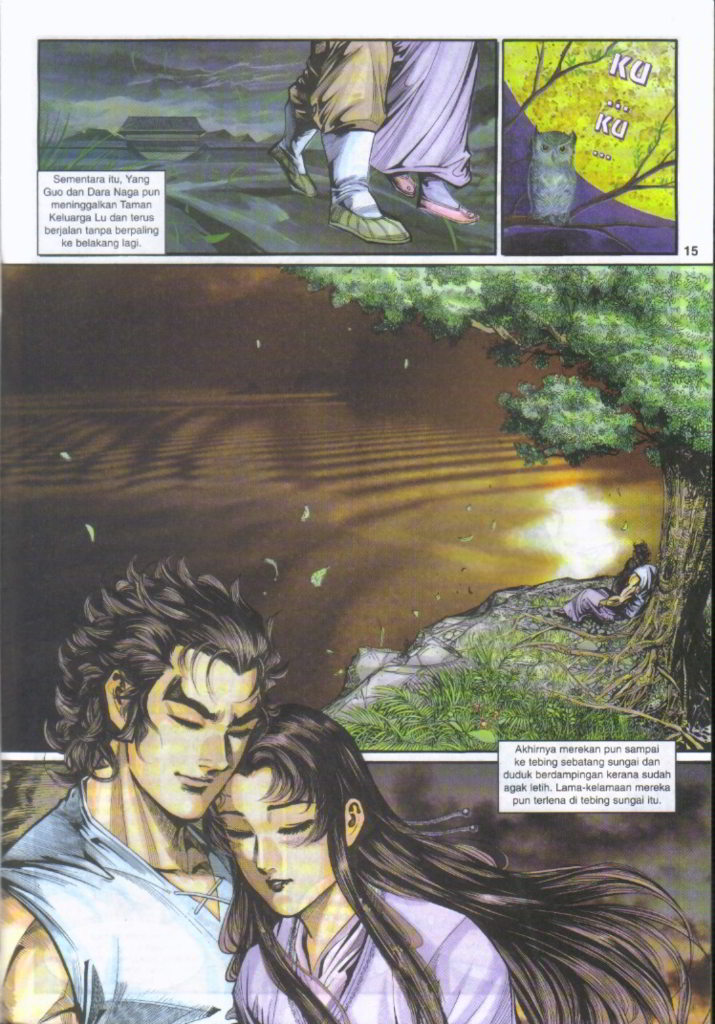 Sementara itu, Yang
Guo dan Dara Naga pun
meninggalkan Taman
Keluarga Lu dan terus
berjalan tanpa berpaling
ke belakang lagi.
KU
...
KU
...
15
Akhirnya merekan pun sampai
ke tebing sebatang sungai dan
duduk berdampingan kerana sudah
agak letih. Lama-kelamaan mereka
pun terlena di tebing sungai itu.